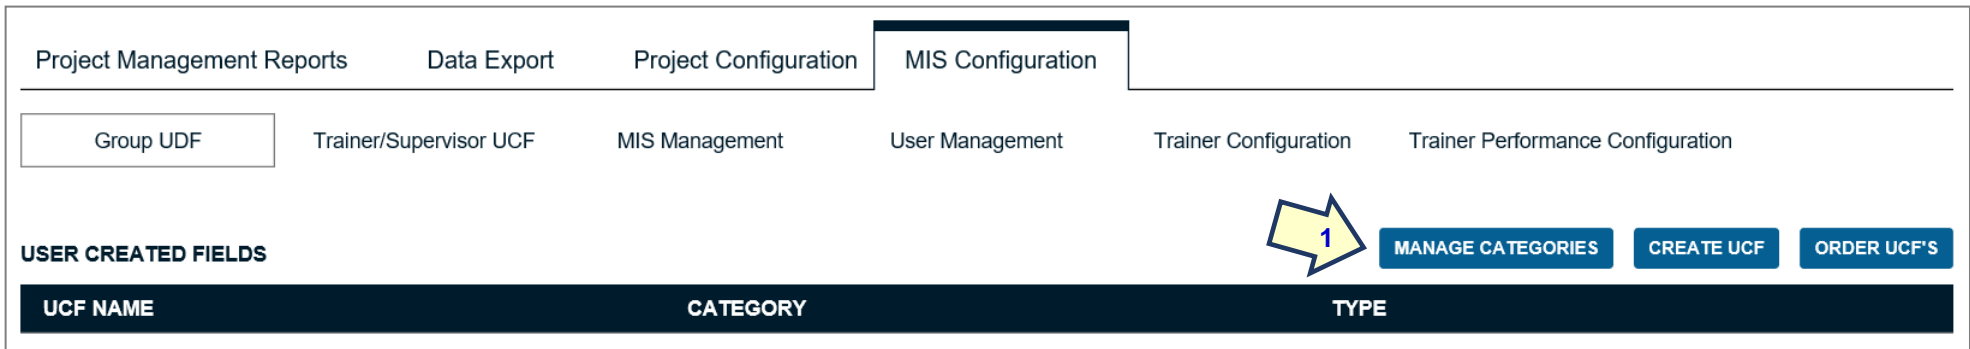 Project Management Reports Data Export Project Configuration MIS Configuration
Group UDF Trainer/Supervisor UCF MIS Management User Management Trainer Configuration Trainer Performance Configuration
1
USER CREATED FIELDS MANAGE CATEGORIES CREATE UCF ORDER UCF'S
UCF NAME CATEGORY TYPE